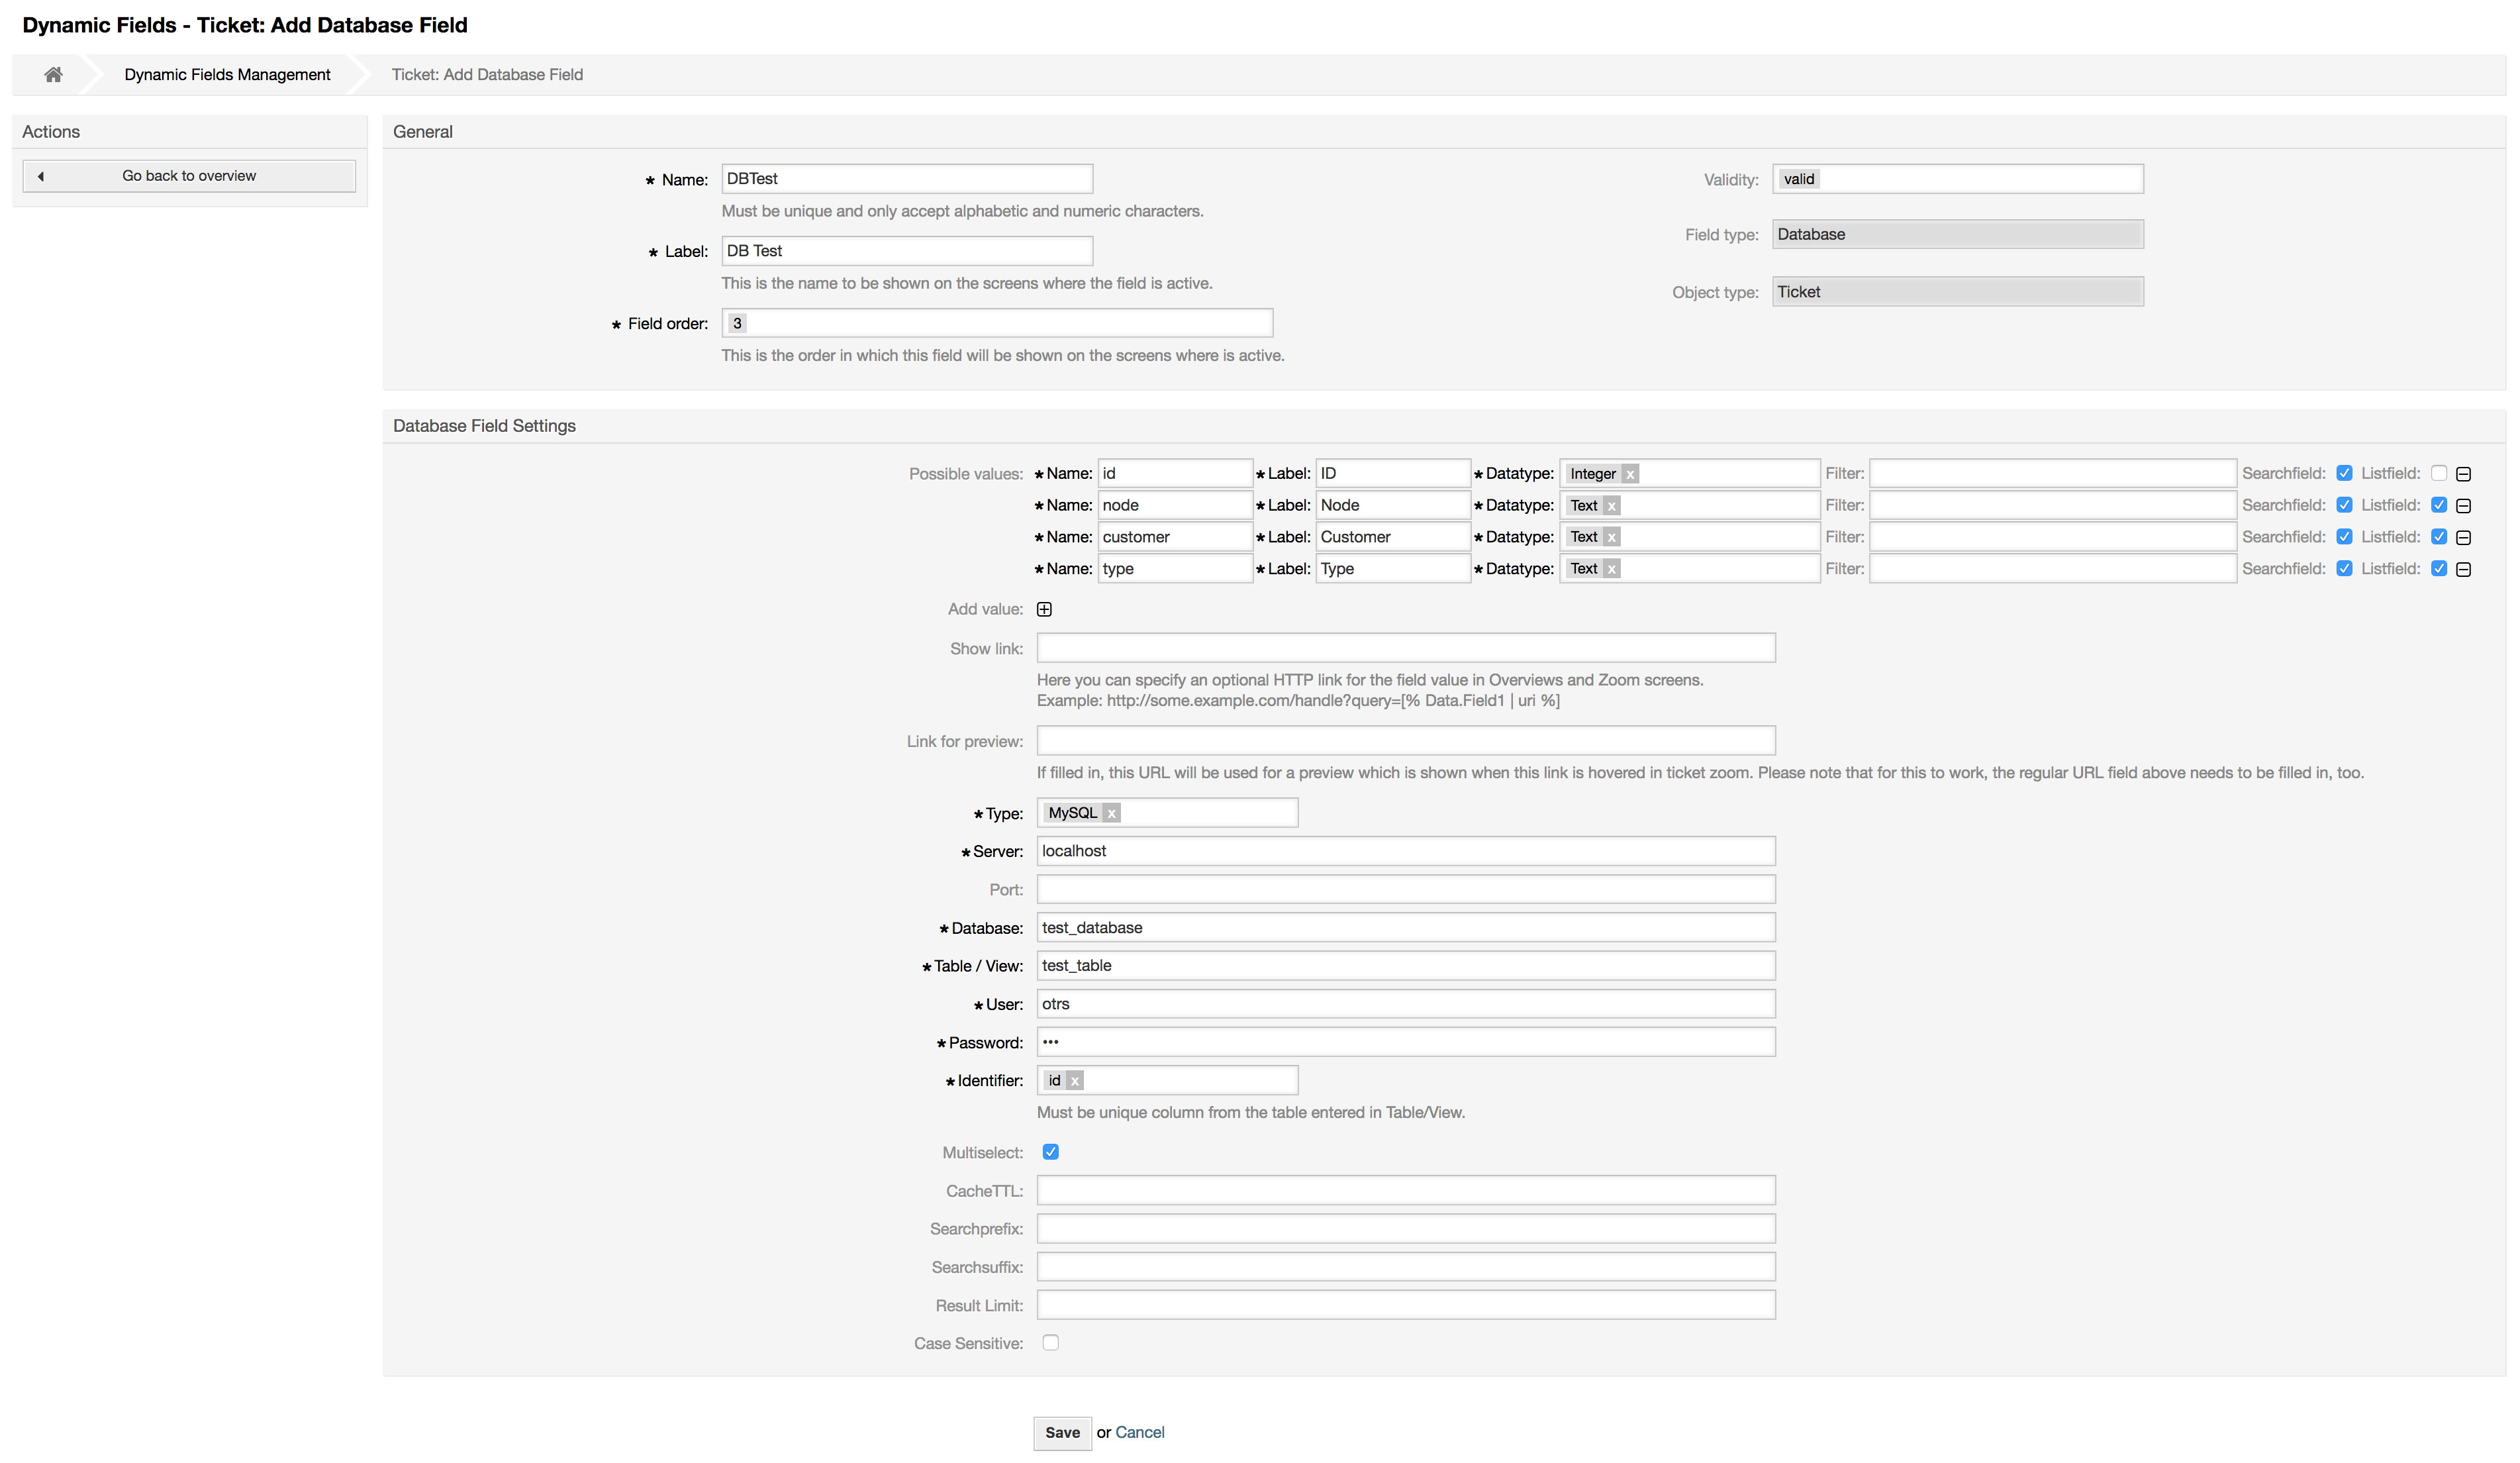 Dynamic Fields - Ticket: Add Database Field
Dynamic Fields Management
Ticket: Add Database Field
Actions
Go back to overview
General
* Name: DBTest
Must be unique and only accept alphabetic and numeric characters.
* Label: DB Test
This is the name to be shown on the screens where the field is active.
* Field order: 3
This is the order in which this field will be shown on the screens where is active.
Validity: valid
Field type: Database
Object type: Ticket
Database Field Settings
Possible values: * Name: id * Label: ID * Datatype: Integer x Filter: Searchfield: Listfield:
* Name: node * Label: Node * Datatype: Text x Filter: Searchfield: Listfield:
* Name: customer * Label: Customer * Datatype: Text x Filter: Searchfield: Listfield:
* Name: type * Label: Type * Datatype: Text x Filter: Searchfield: Listfield:
Add value:
Show link:
Here you can specify an optional HTTP link for the field value in Overviews and Zoom screens.
Example: http://some.example.com/handle?query=[% Data.Field1 | uri %]
Link for preview:
If filled in, this URL will be used for a preview which is shown when this link is hovered in ticket zoom. Please note that for this to work, the regular URL field above needs to be filled in, too.
* Type: MySQL x
* Server: localhost
Port:
* Database: test_database
* Table / View: test_table
* User: otrs
* Password: •••
* Identifier: id x
Must be unique column from the table entered in Table/View.
Multiselect:
CacheTTL:
Searchprefix:
Searchsuffix:
Result Limit:
Case Sensitive:
Save or Cancel